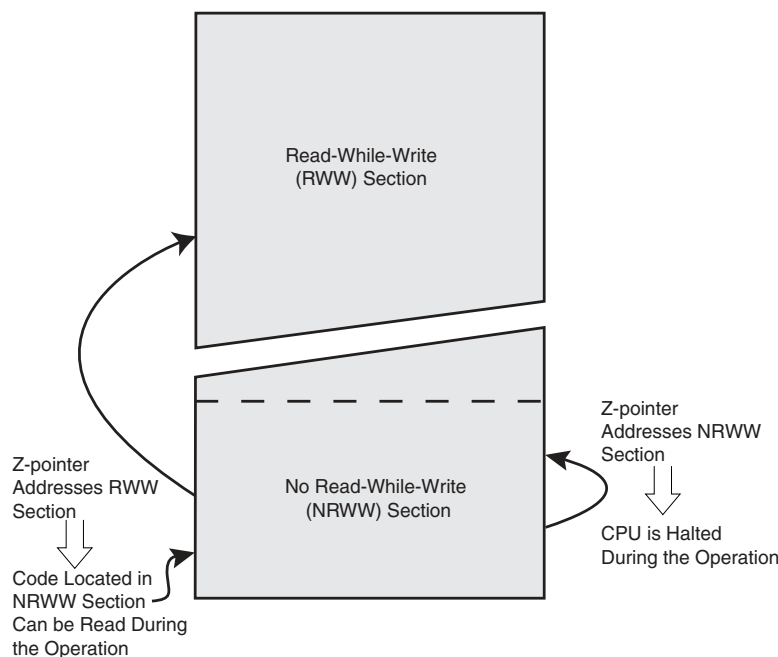 Read-While-Write
(RWW) Section
Z-pointer
Addresses NRWW
Section
Z-pointer
Addresses RWW
Section
No Read-While-Write
(NRWW) Section
CPU is Halted
During the Operation
Code Located in
NRWW Section
Can be Read During
the Operation